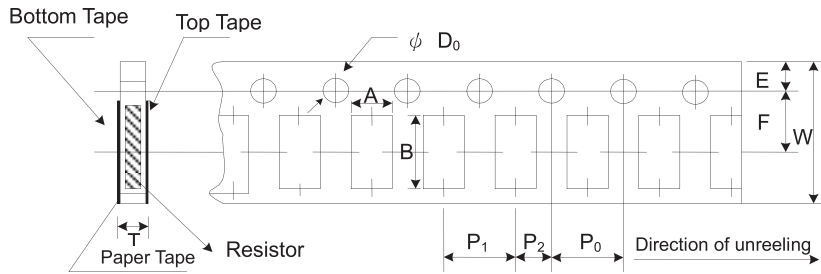 Bottom Tape
Top Tape
ϕ D₀
A
E
F
B
W
P₁
P₂
P₀
Direction of unreeling
T
Paper Tape
Resistor